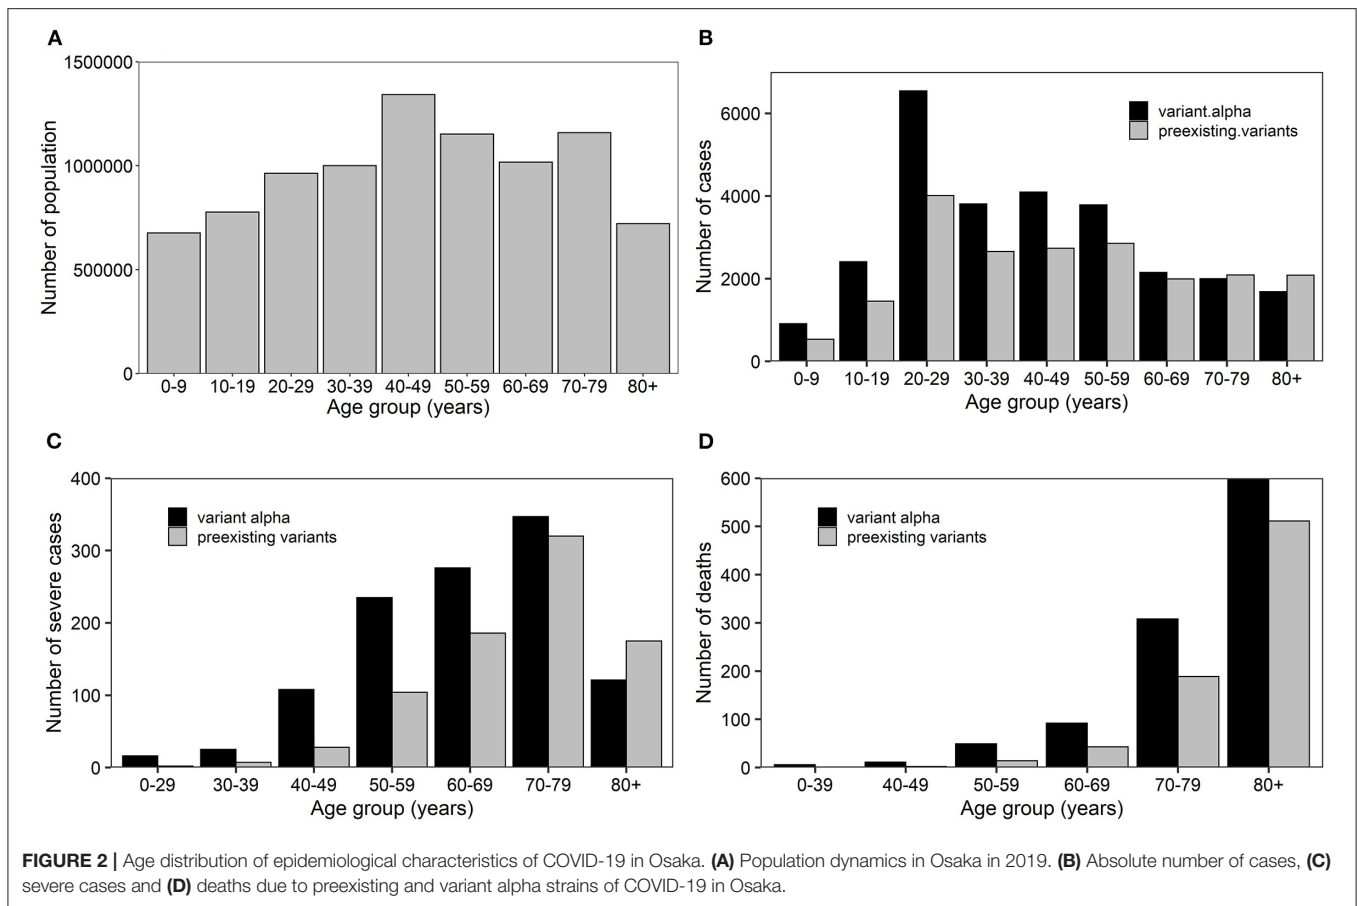 A
1500000
1000000
500000
0
Number of population
0-9 10-19 20-29 30-39 40-49 50-59 60-69 70-79 80+
Age group (years)
B
6000
4000
2000
0
Number of cases
variant.alpha
preexisting.variants
0-9 10-19 20-29 30-39 40-49 50-59 60-69 70-79 80+
Age group (years)
C
400
300
200
100
0
Number of severe cases
variant alpha
preexisting variants
0-29 30-39 40-49 50-59 60-69 70-79 80+
Age group (years)
D
600
500
400
300
200
100
0
Number of deaths
variant alpha
preexisting variants
0-39 40-49 50-59 60-69 70-79 80+
Age group (years)
FIGURE 2 | Age distribution of epidemiological characteristics of COVID-19 in Osaka. (A) Population dynamics in Osaka in 2019. (B) Absolute number of cases, (C)
severe cases and (D) deaths due to preexisting and variant alpha strains of COVID-19 in Osaka.